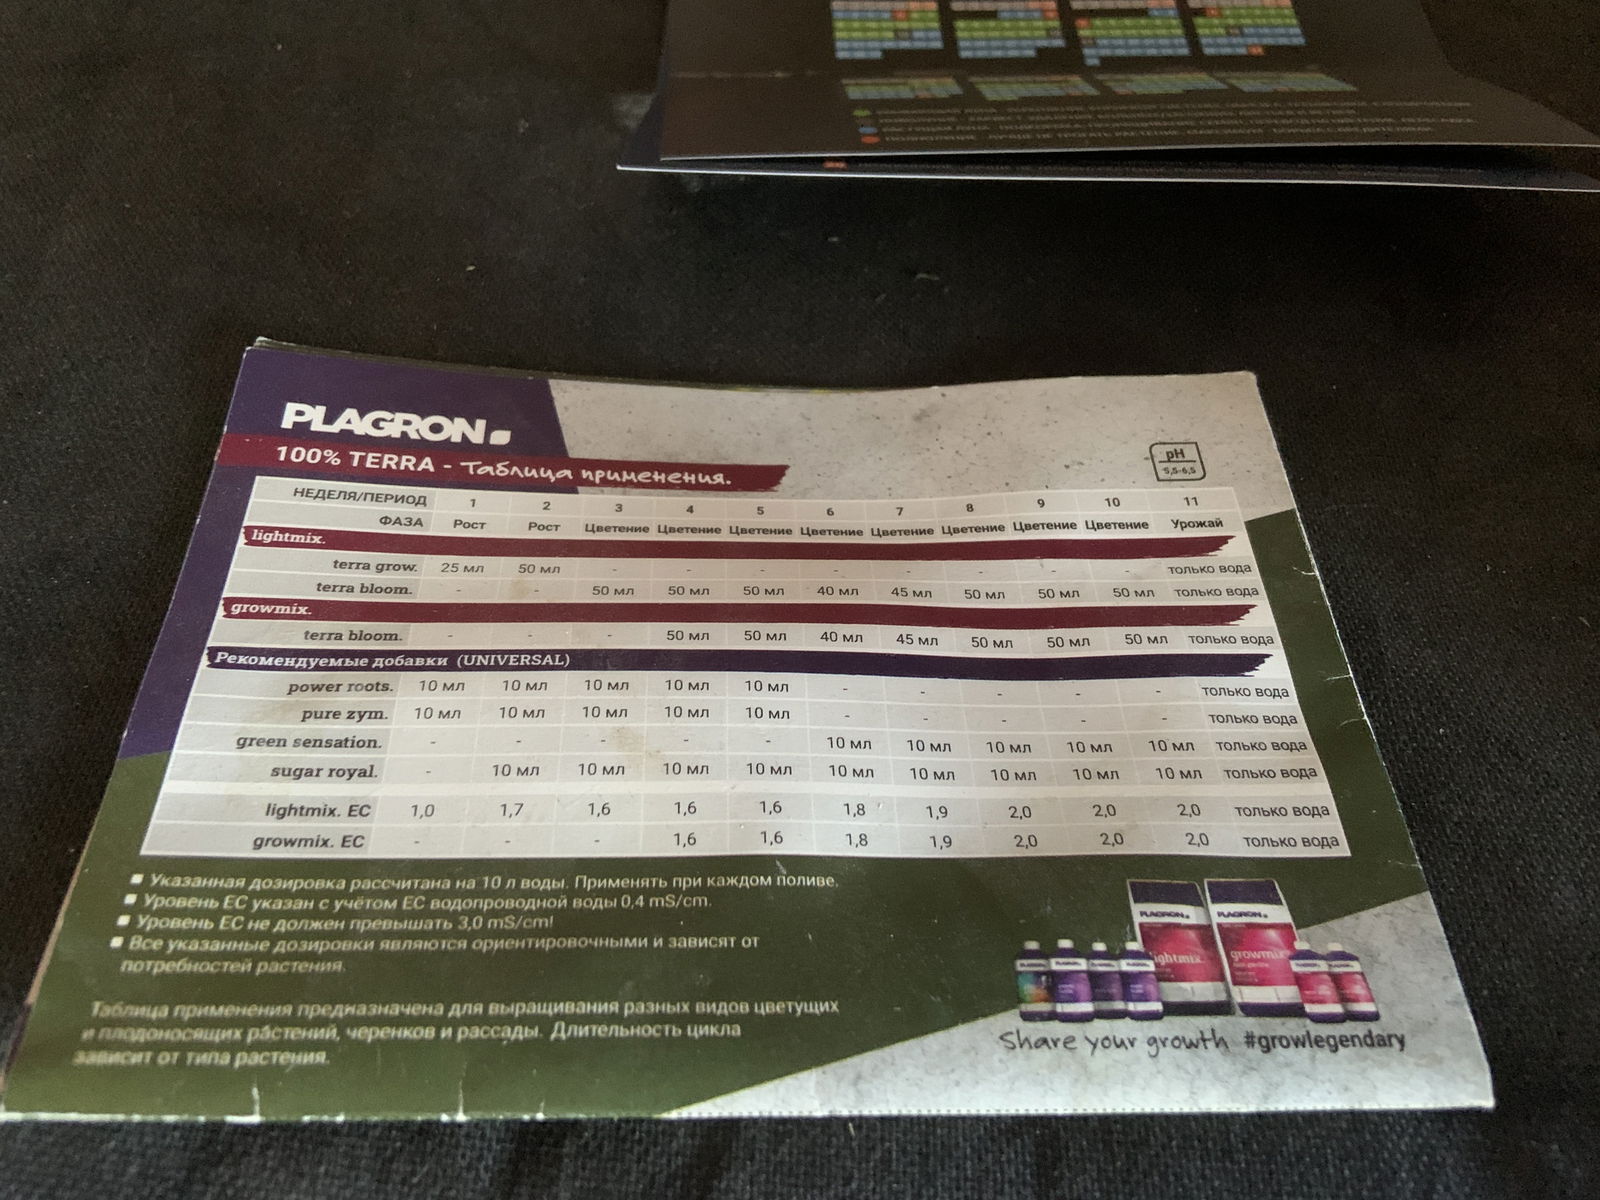 PLAGRON
100% TERRA - Таблица применения.
pH
5,5-6,5
НЕДЕЛЯ/ПЕРИОД 1 2 3 4 5 6 7 8 9 10 11
ФАЗА Рост Рост Цветение Цветение Цветение Цветение Цветение Цветение Цветение Цветение Урожай
lightmix.
terra grow. 25 мл 50 мл - - - - - - - - только вода
terra bloom. - - 50 мл 50 мл 50 мл 40 мл 45 мл 50 мл 50 мл 50 мл только вода
growmix.
terra bloom. - - - 50 мл 50 мл 40 мл 45 мл 50 мл 50 мл 50 мл только вода
Рекомендуемые добавки (UNIVERSAL)
power roots. 10 мл 10 мл 10 мл 10 мл 10 мл - - - - - только вода
pure zym. 10 мл 10 мл 10 мл 10 мл 10 мл - - - - - только вода
green sensation. - - - - - 10 мл 10 мл 10 мл 10 мл 10 мл только вода
sugar royal. - 10 мл 10 мл 10 мл 10 мл 10 мл 10 мл 10 мл 10 мл 10 мл только вода
lightmix. EC 1,0 1,7 1,6 1,6 1,6 1,8 1,9 2,0 2,0 2,0 только вода
growmix. EC - - - 1,6 1,6 1,8 1,9 2,0 2,0 2,0 только вода
Указанная дозировка рассчитана на 10 л воды. Применять при каждом поливе.
Уровень EC указан с учётом EC водопроводной воды 0,4 mS/cm.
Уровень EC не должен превышать 3,0 mS/cm!
Все указанные дозировки являются ориентировочными и зависят от
потребностей растения.
Таблица применения предназначена для выращивания разных видов цветущих
и плодоносящих растений, черенков и рассады. Длительность цикла
зависит от типа растения.
PLAGRON PLAGRON
lightmix. growmix
Share your growth #growlegendary